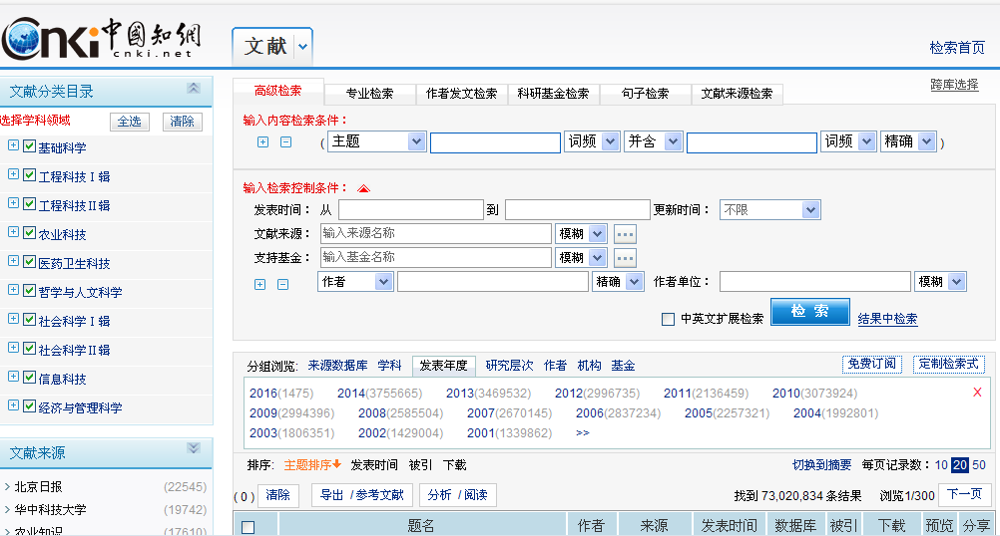 Cnki中國知網
cnki.net
文献
检索首页
文献分类目录
选择学科领域 全选 清除
基础科学
工程科技Ⅰ辑
工程科技Ⅱ辑
农业科技
医药卫生科技
哲学与人文科学
社会科学Ⅰ辑
社会科学Ⅱ辑
信息科技
经济与管理科学
文献来源
北京日报 (22545)
华中科技大学 (19742)
农业知识 (17610)
跨库选择
高级检索 专业检索 作者发文检索 科研基金检索 句子检索 文献来源检索
输入内容检索条件：
( 主题 词频 并含 词频 精确 )
输入检索控制条件：
发表时间： 从 到 更新时间： 不限
文献来源： 输入来源名称 模糊 ...
支持基金： 输入基金名称 模糊 ...
作者 精确 作者单位： 模糊
中英文扩展检索 检索 结果中检索
分组浏览: 来源数据库 学科 发表年度 研究层次 作者 机构 基金 免费订阅 定制检索式
2016(1475) 2014(3755665) 2013(3469532) 2012(2996735) 2011(2136459) 2010(3073924) X
2009(2994396) 2008(2585504) 2007(2670145) 2006(2837234) 2005(2257321) 2004(1992801)
2003(1806351) 2002(1429004) 2001(1339862) >>
排序: 主题排序 发表时间 被引 下载 切换到摘要 每页记录数: 10 20 50
(0) 清除 导出 /参考文献 分析 /阅读 找到 73,020,834 条结果 浏览1/300 下一页
题名 作者 来源 发表时间 数据库 被引 下载 预览 分享